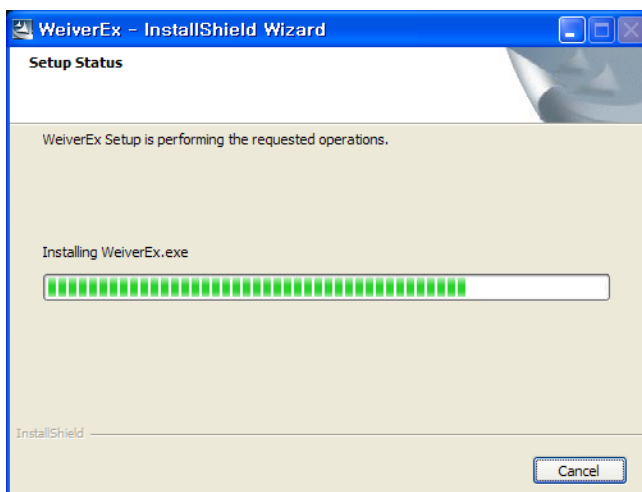 WeiverEx - InstallShield Wizard
Setup Status
WeiverEx Setup is performing the requested operations.
Installing WeiverEx.exe
InstallShield
Cancel